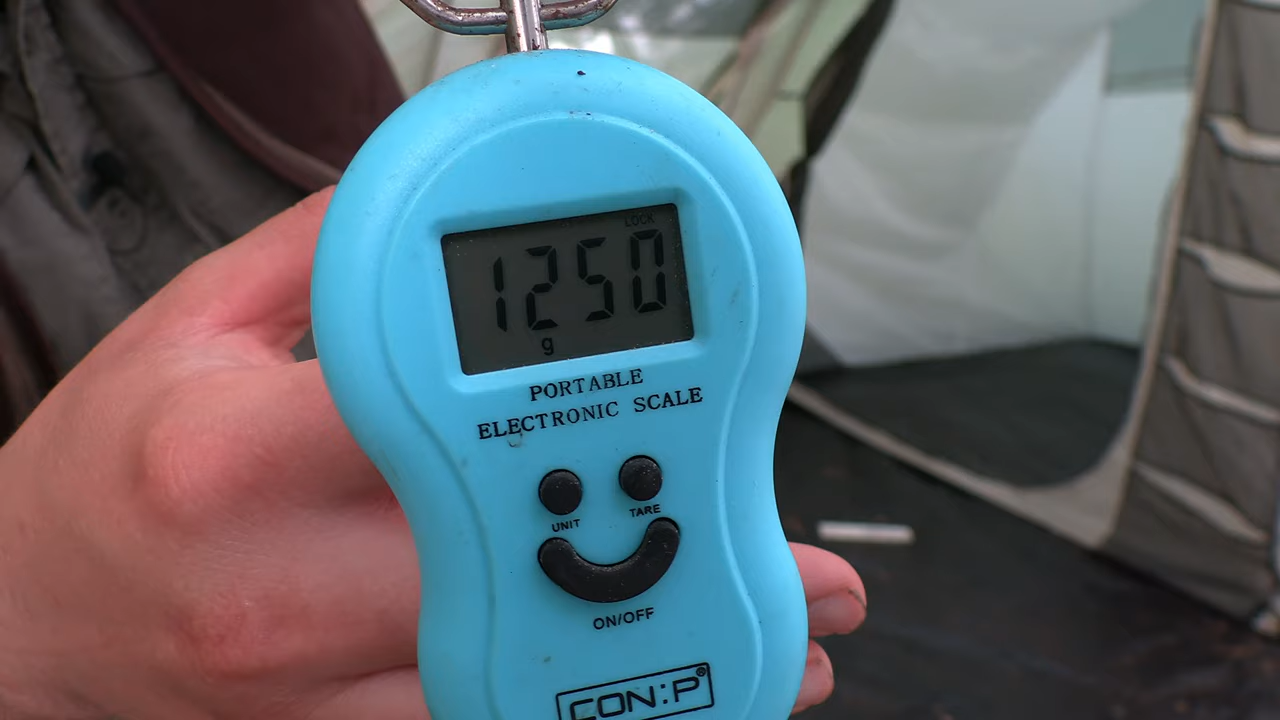 LOCK
1250
g
PORTABLE
ELECTRONIC SCALE
UNIT TARE
ON/OFF
CON:P®